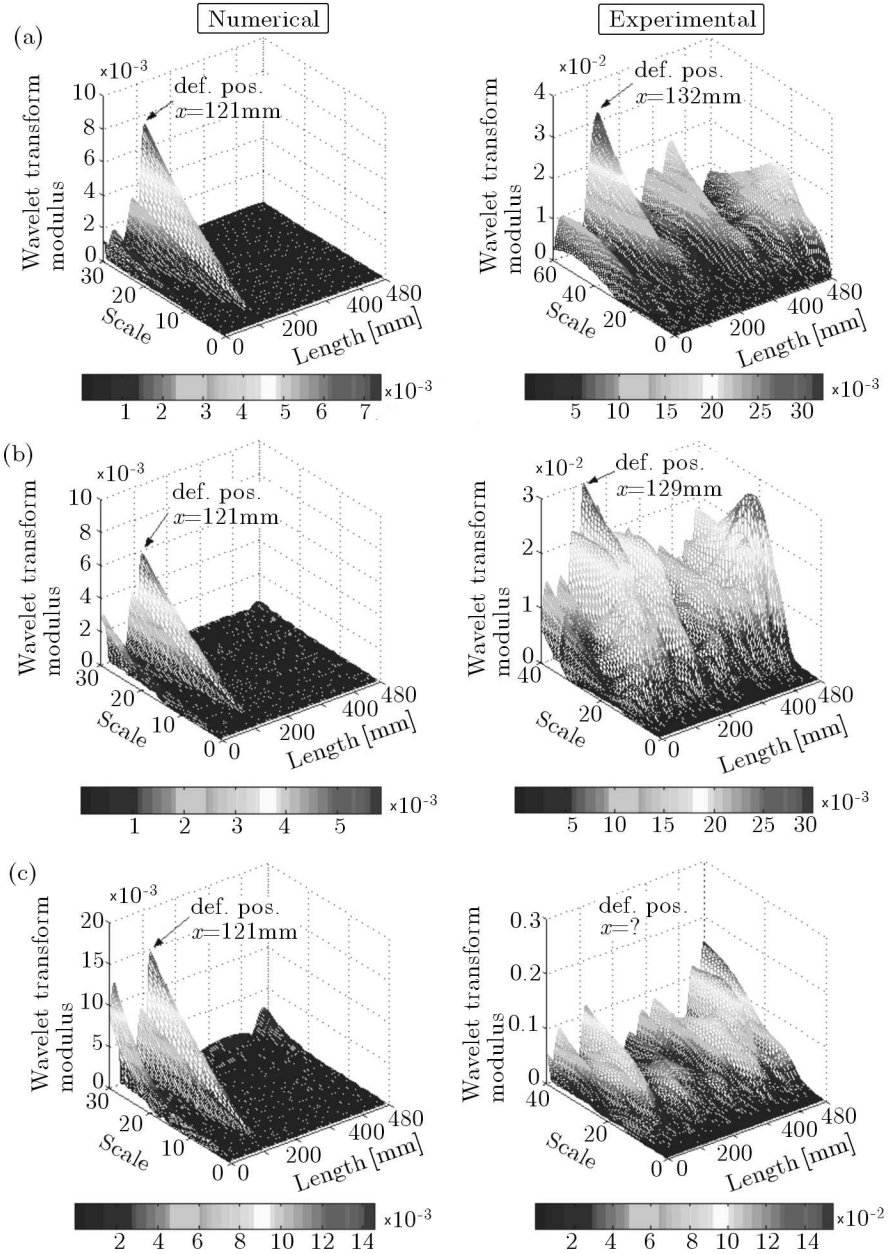 Numerical
Experimental
(a)
×10⁻³
Wavelet transform
modulus
10
8
6
4
2
0
def. pos.
x=121mm
30
20
10
0
Scale
0
200
400
480
Length [mm]
1 2 3 4 5 6 7 ×10⁻³
×10⁻²
Wavelet transform
modulus
4
3
2
1
0
def. pos.
x=132mm
60
40
20
0
Scale
0
200
400
480
Length [mm]
5 10 15 20 25 30 ×10⁻³
(b)
×10⁻³
Wavelet transform
modulus
10
8
6
4
2
0
def. pos.
x=121mm
30
20
10
0
Scale
0
200
400
480
Length [mm]
1 2 3 4 5 ×10⁻³
×10⁻²
Wavelet transform
modulus
3
2
1
0
def. pos.
x=129mm
40
20
0
Scale
0
200
400
480
Length [mm]
5 10 15 20 25 30 ×10⁻³
(c)
×10⁻³
Wavelet transform
modulus
20
15
10
5
0
def. pos.
x=121mm
30
20
10
0
Scale
0
200
400
480
Length [mm]
2 4 6 8 10 12 14 ×10⁻³
Wavelet transform
modulus
0.3
0.2
0.1
0
def. pos.
x=?
40
20
0
Scale
0
200
400
480
Length [mm]
2 4 6 8 10 12 14 ×10⁻²